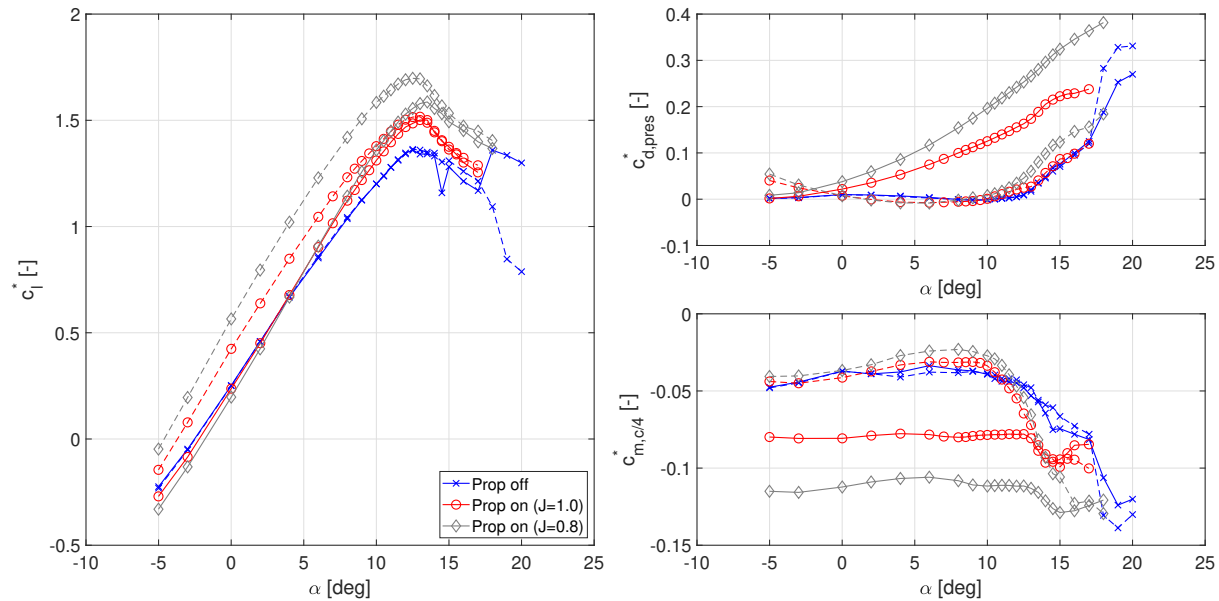 2
1.5
1
0.5
0
-0.5
-10 -5 0 5 10 15 20 25
α [deg]
c_l^* [-]
Prop off
Prop on (J=1.0)
Prop on (J=0.8)
0.4
0.3
0.2
0.1
0
-0.1
-10 -5 0 5 10 15 20 25
α [deg]
c_{d,pres}^* [-]
0
-0.05
-0.1
-0.15
-10 -5 0 5 10 15 20 25
α [deg]
c_{m,c/4}^* [-]